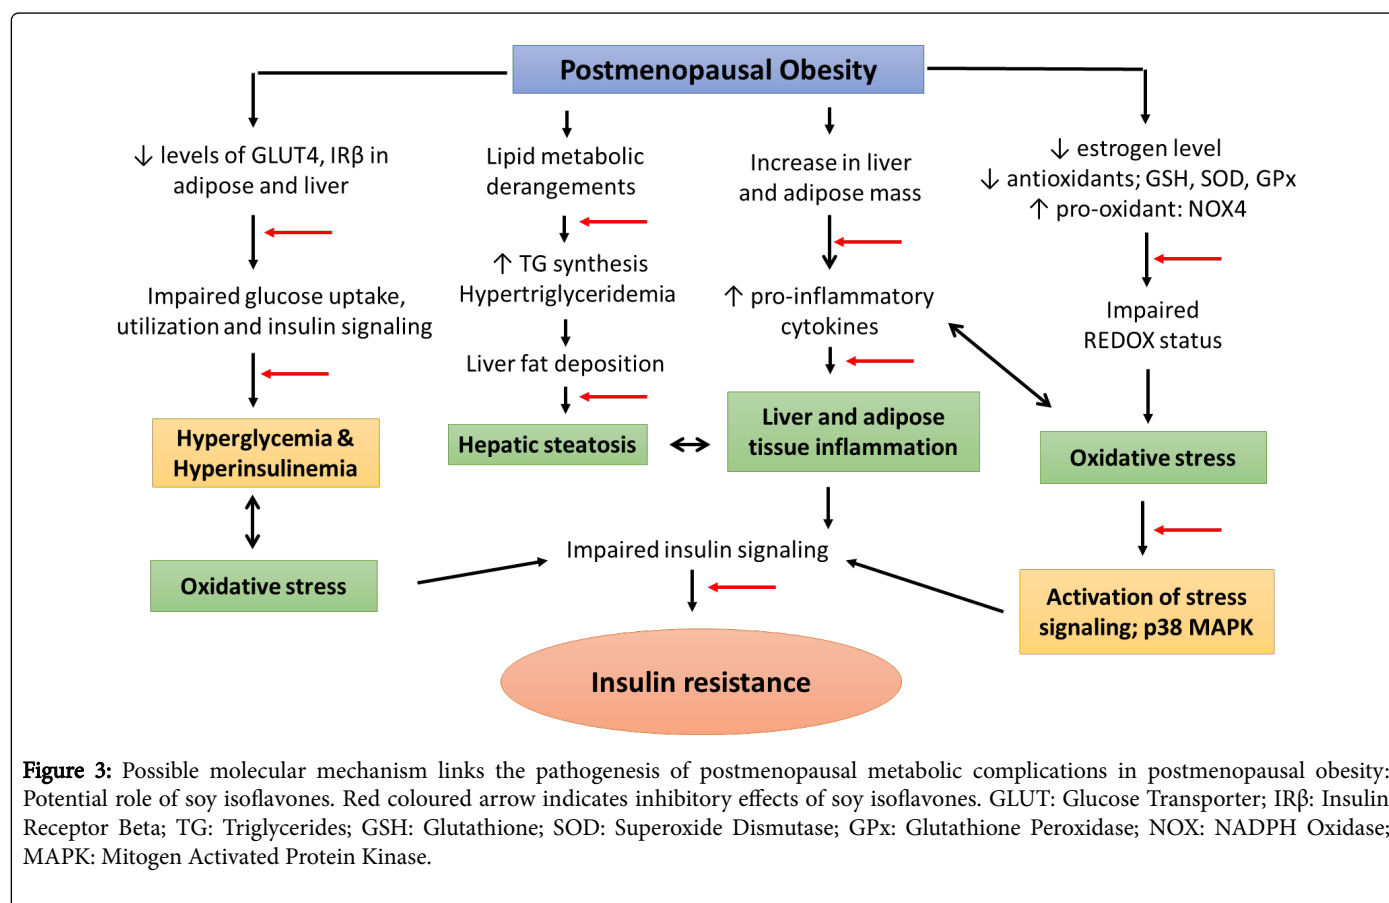 Postmenopausal Obesity
↓ levels of GLUT4, IRβ in
adipose and liver
Impaired glucose uptake,
utilization and insulin signaling
Hyperglycemia &
Hyperinsulinemia
Oxidative stress
Lipid metabolic
derangements
↑ TG synthesis
Hypertriglyceridemia
Liver fat deposition
Hepatic steatosis
Increase in liver
and adipose mass
↑ pro-inflammatory
cytokines
Liver and adipose
tissue inflammation
↓ estrogen level
↓ antioxidants; GSH, SOD, GPx
↑ pro-oxidant: NOX4
Impaired
REDOX status
Oxidative stress
Activation of stress
signaling; p38 MAPK
Impaired insulin signaling
Insulin resistance
Figure 3: Possible molecular mechanism links the pathogenesis of postmenopausal metabolic complications in postmenopausal obesity:
Potential role of soy isoflavones. Red coloured arrow indicates inhibitory effects of soy isoflavones. GLUT: Glucose Transporter; IRβ: Insulin
Receptor Beta; TG: Triglycerides; GSH: Glutathione; SOD: Superoxide Dismutase; GPx: Glutathione Peroxidase; NOX: NADPH Oxidase;
MAPK: Mitogen Activated Protein Kinase.